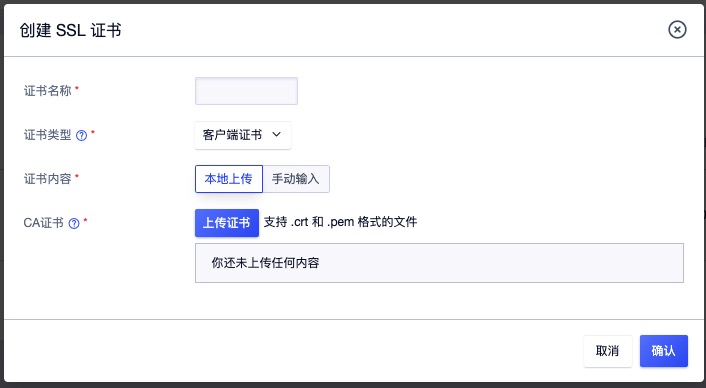 创建 SSL 证书
证书名称 *
证书类型 ? *
客户端证书
证书内容 *
本地上传 手动输入
CA证书 ? *
上传证书 支持 .crt 和 .pem 格式的文件
你还未上传任何内容
取消 确认